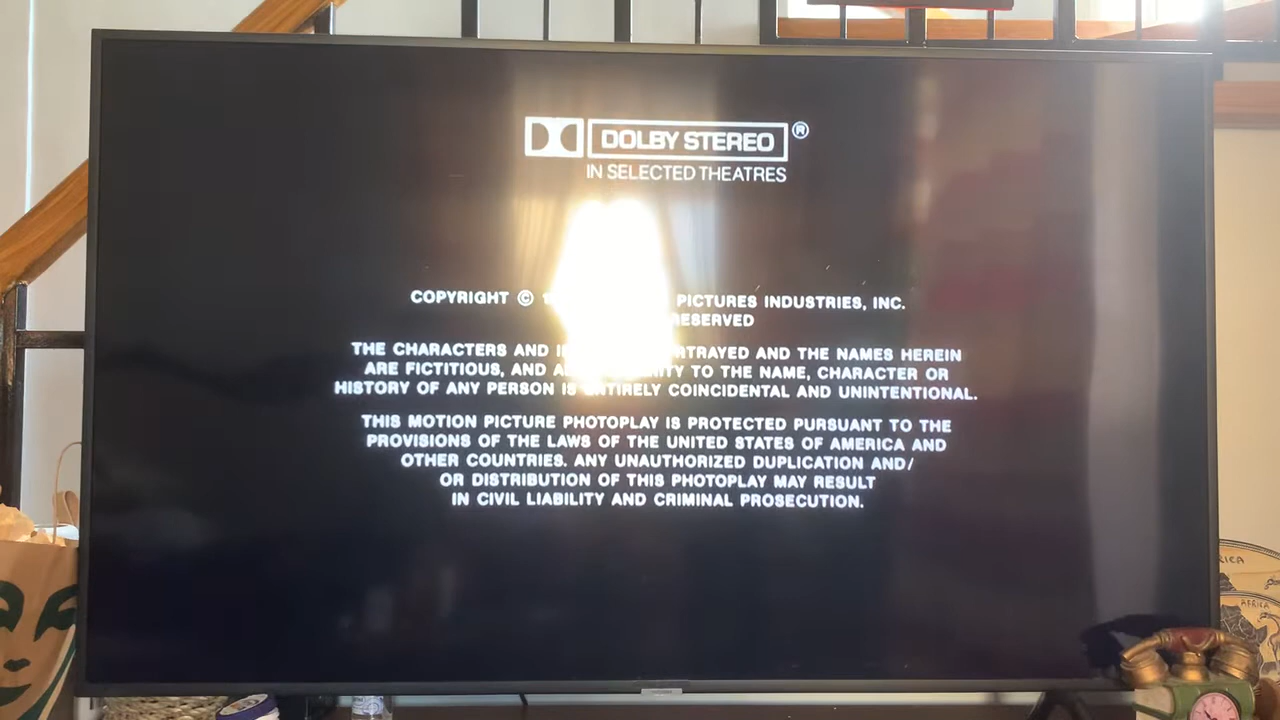 DOLBY STEREO ®
IN SELECTED THEATRES
COPYRIGHT © PICTURES INDUSTRIES, INC.
RESERVED
THE CHARACTERS AND AND THE NAMES HEREIN
ARE FICTITIOUS, AND TO THE NAME, CHARACTER OR
HISTORY OF ANY PERSON IS ENTIRELY COINCIDENTAL AND UNINTENTIONAL.
THIS MOTION PICTURE PHOTOPLAY IS PROTECTED PURSUANT TO THE
PROVISIONS OF THE LAWS OF THE UNITED STATES OF AMERICA AND
OTHER COUNTRIES. ANY UNAUTHORIZED DUPLICATION AND/
OR DISTRIBUTION OF THIS PHOTOPLAY MAY RESULT
IN CIVIL LIABILITY AND CRIMINAL PROSECUTION.
AFRICA